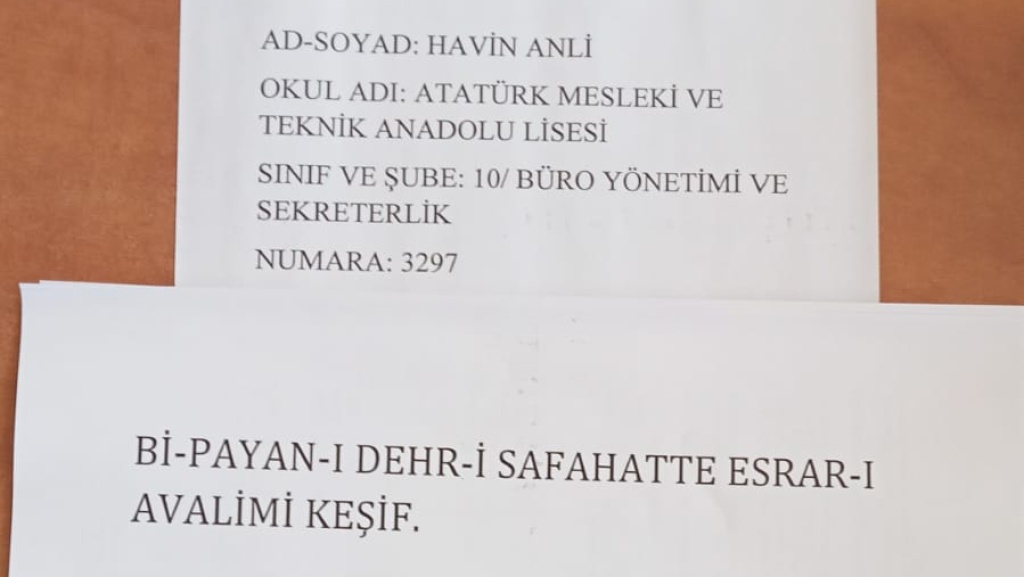 AD-SOYAD: HAVİN ANLİ
OKUL ADI: ATATÜRK MESLEKİ VE
TEKNİK ANADOLU LİSESİ
SINIF VE ŞUBE: 10/ BÜRO YÖNETİMİ VE
SEKRETERLİK
NUMARA: 3297
Bİ-PAYAN-I DEHR-İ SAFAHATTE ESRAR-I
AVALİMİ KEŞİF.